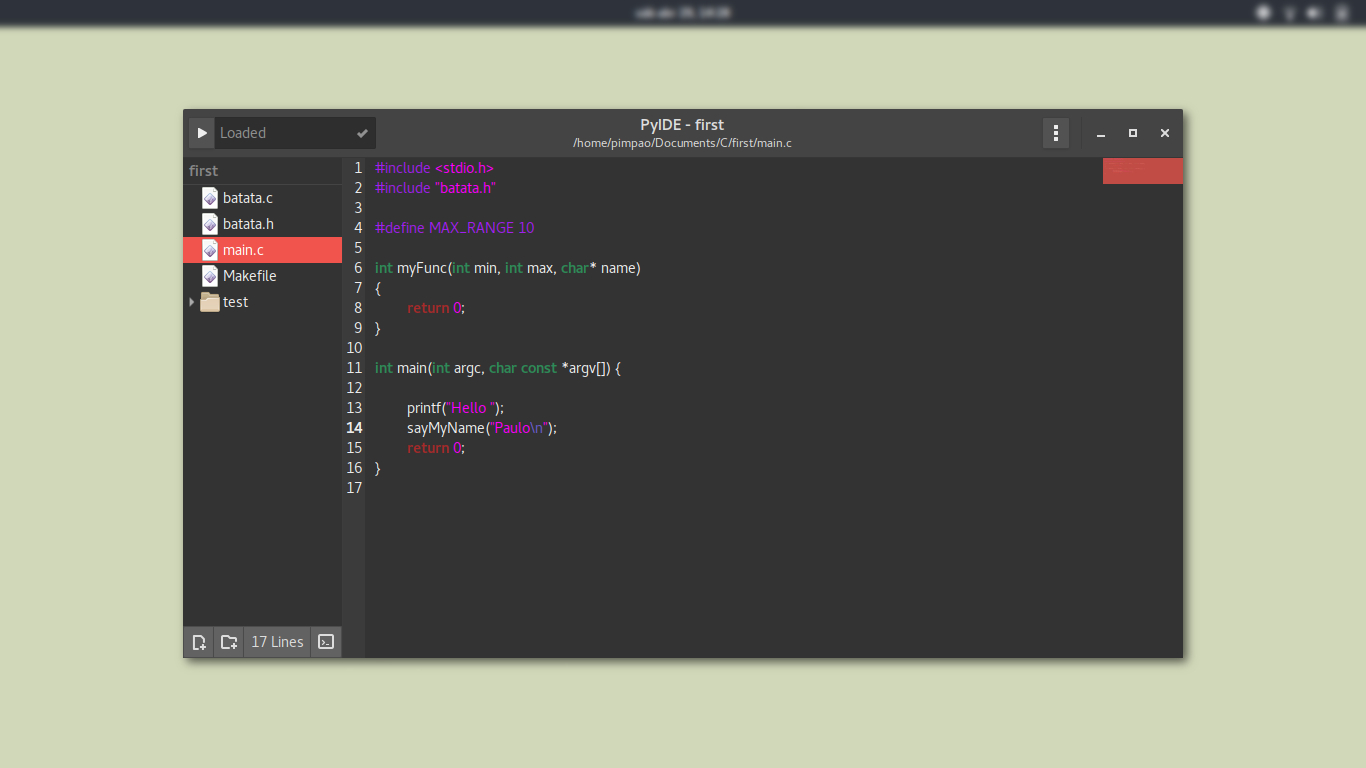 Loaded
PyIDE - first
/home/pimpao/Documents/C/first/main.c
first
batata.c
batata.h
main.c
Makefile
test
1 #include <stdio.h>
2 #include "batata.h"
3
4 #define MAX_RANGE 10
5
6 int myFunc(int min, int max, char* name)
7 {
8 return 0;
9 }
10
11 int main(int argc, char const *argv[]) {
12
13 printf("Hello ");
14 sayMyName("Paulo\n");
15 return 0;
16 }
17
17 Lines